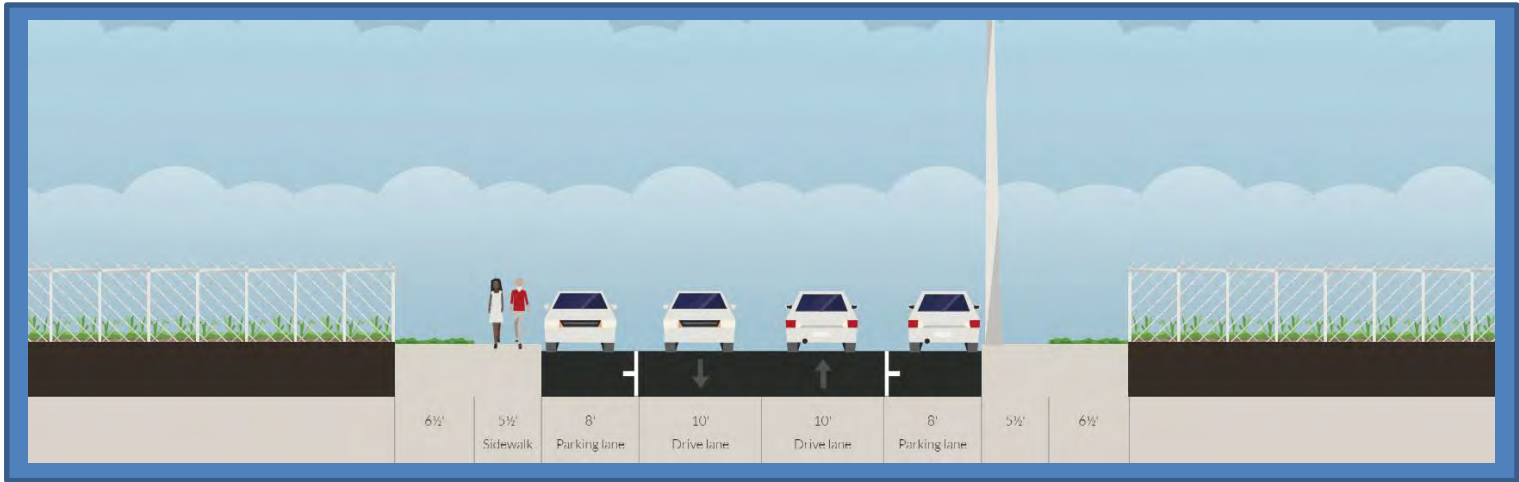 6½' 5½' 8' 10' 10' 8' 5½' 6½'
Sidewalk Parking lane Drive lane Drive lane Parking lane